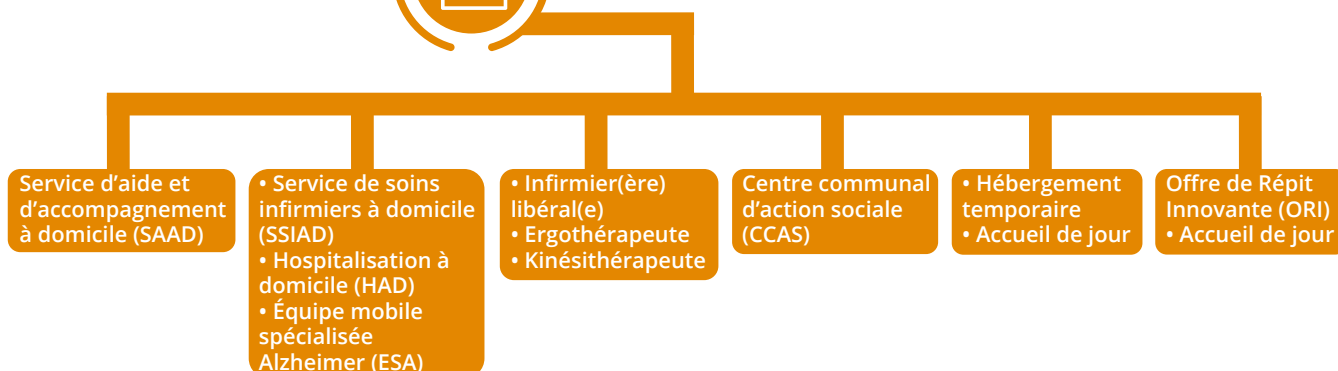 Service d’aide et
d’accompagnement
à domicile (SAAD)
• Service de soins
infirmiers à domicile
(SSIAD)
• Hospitalisation à
domicile (HAD)
• Équipe mobile
spécialisée
Alzheimer (ESA)
• Infirmier(ère)
libéral(e)
• Ergothérapeute
• Kinésithérapeute
Centre communal
d’action sociale
(CCAS)
• Hébergement
temporaire
• Accueil de jour
Offre de Répit
Innovante (ORI)
• Accueil de jour